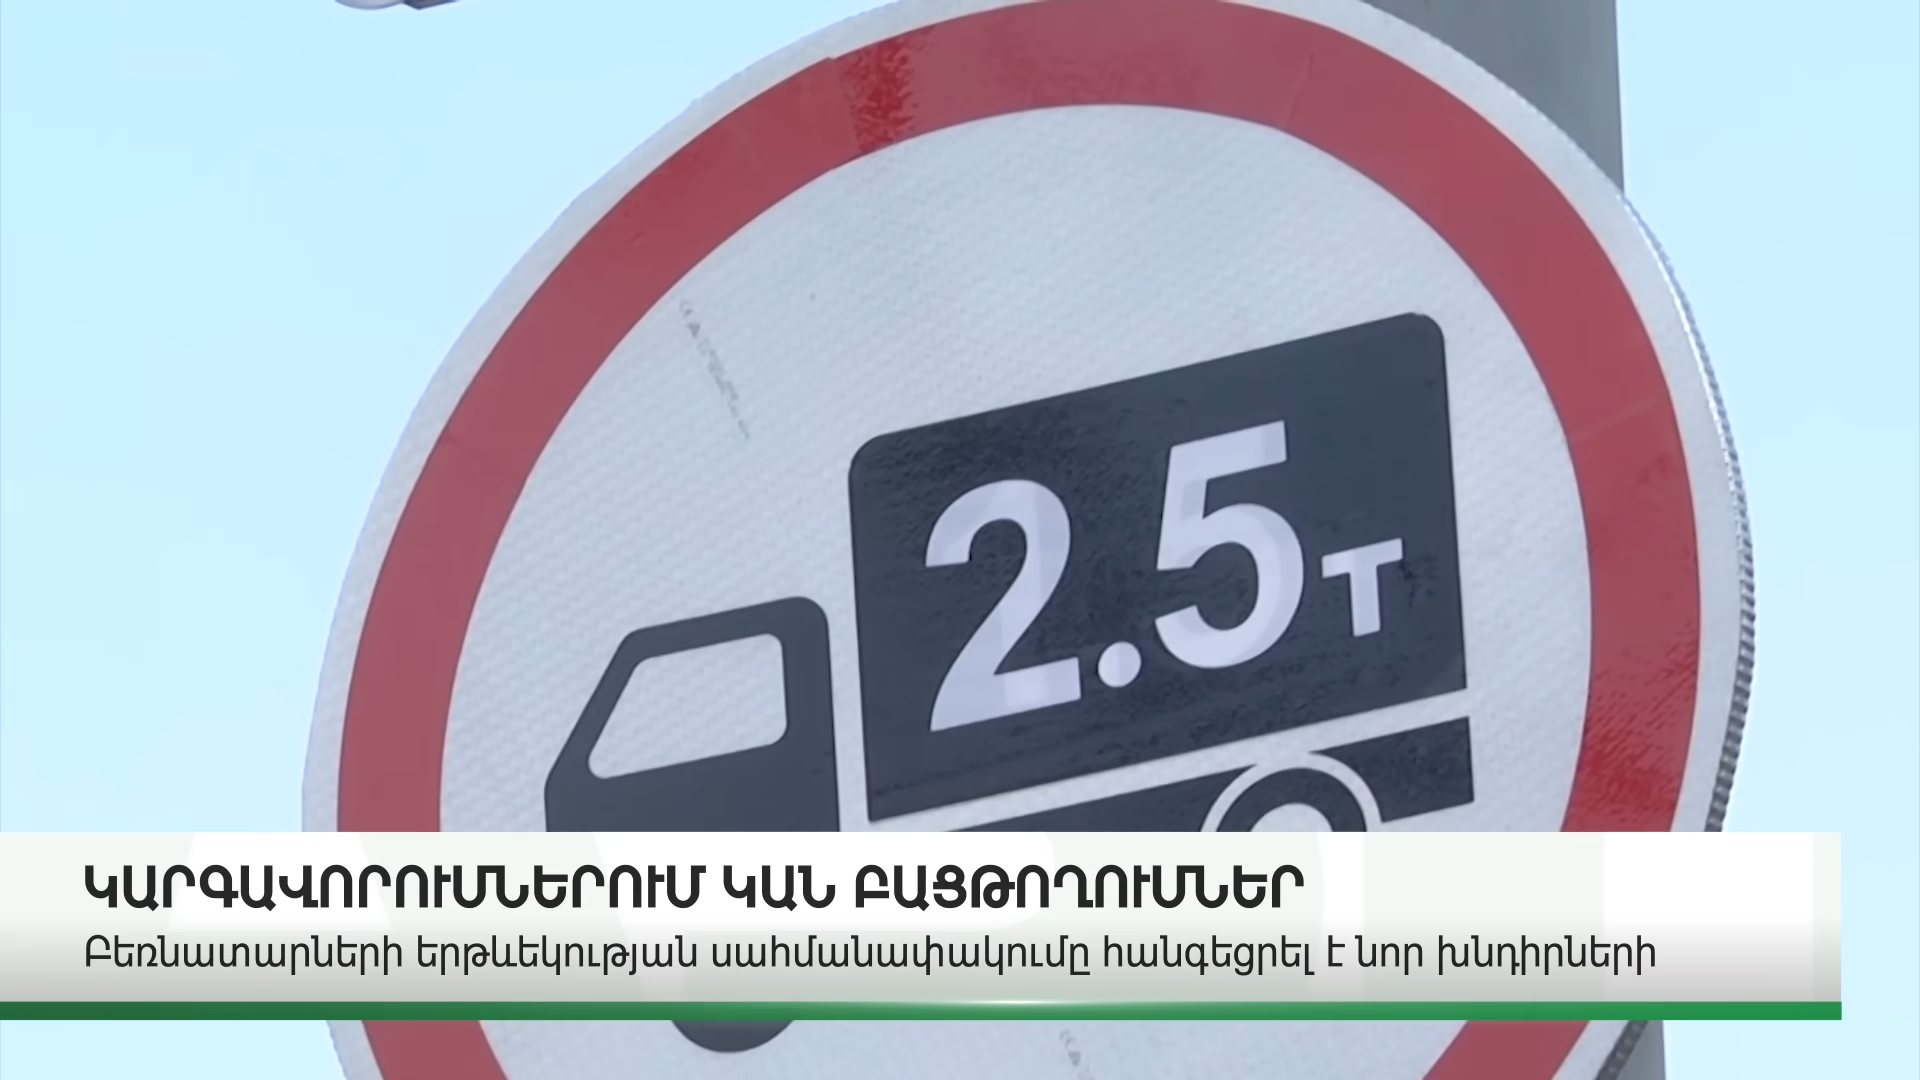 2.5т
ԿԱՐԳԱՎՈՐՈՒՄՆԵՐՈՒՄ ԿԱՆ ԲԱՑԹՈՂՈՒՄՆԵՐ
Բեռնատարների երթևեկության սահմանափակումը հանգեցրել է նոր խնդիրների